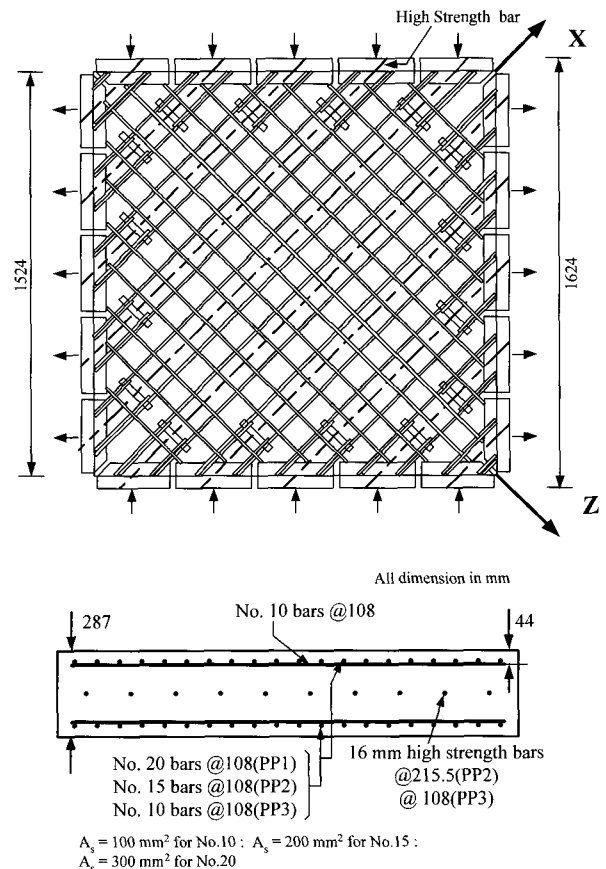 High Strength bar
X
1524
1624
Z
All dimension in mm
No. 10 bars @108
287
44
No. 20 bars @108(PP1)
No. 15 bars @108(PP2)
No. 10 bars @108(PP3)
16 mm high strength bars
@215.5(PP2)
@ 108(PP3)
Aₛ = 100 mm² for No.10 ; Aₛ = 200 mm² for No.15 ;
Aₛ = 300 mm² for No.20